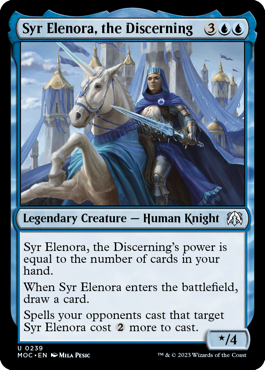 Syr Elenora, the Discerning 3
Legendary Creature — Human Knight
Syr Elenora, the Discerning's power is
equal to the number of cards in your
hand.
When Syr Elenora enters the battlefield,
draw a card.
Spells your opponents cast that target
Syr Elenora cost 2 more to cast.
*/4
U 0239
MOC • EN Mila Pesic
™ & © 2023 Wizards of the Coast